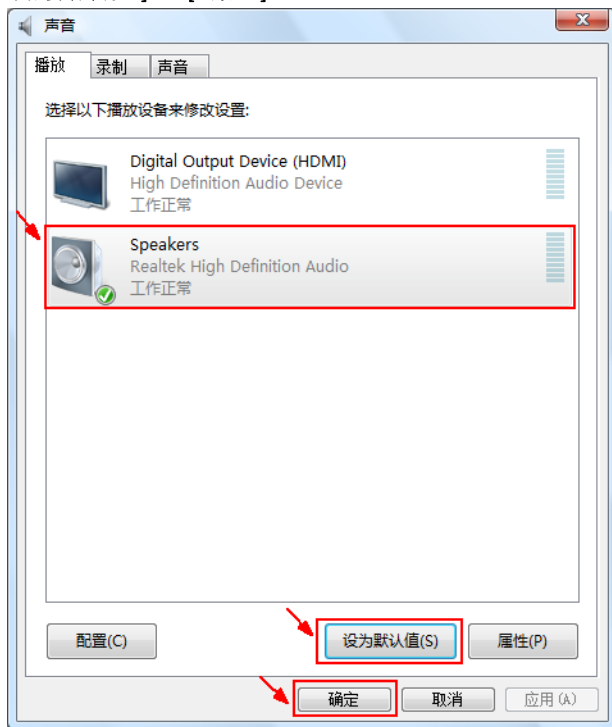 声音
播放 录制 声音
选择以下播放设备来修改设置:
Digital Output Device (HDMI)
High Definition Audio Device
工作正常
Speakers
Realtek High Definition Audio
工作正常
配置(C) 设为默认值(S) 属性(P)
确定 取消 应用(A)